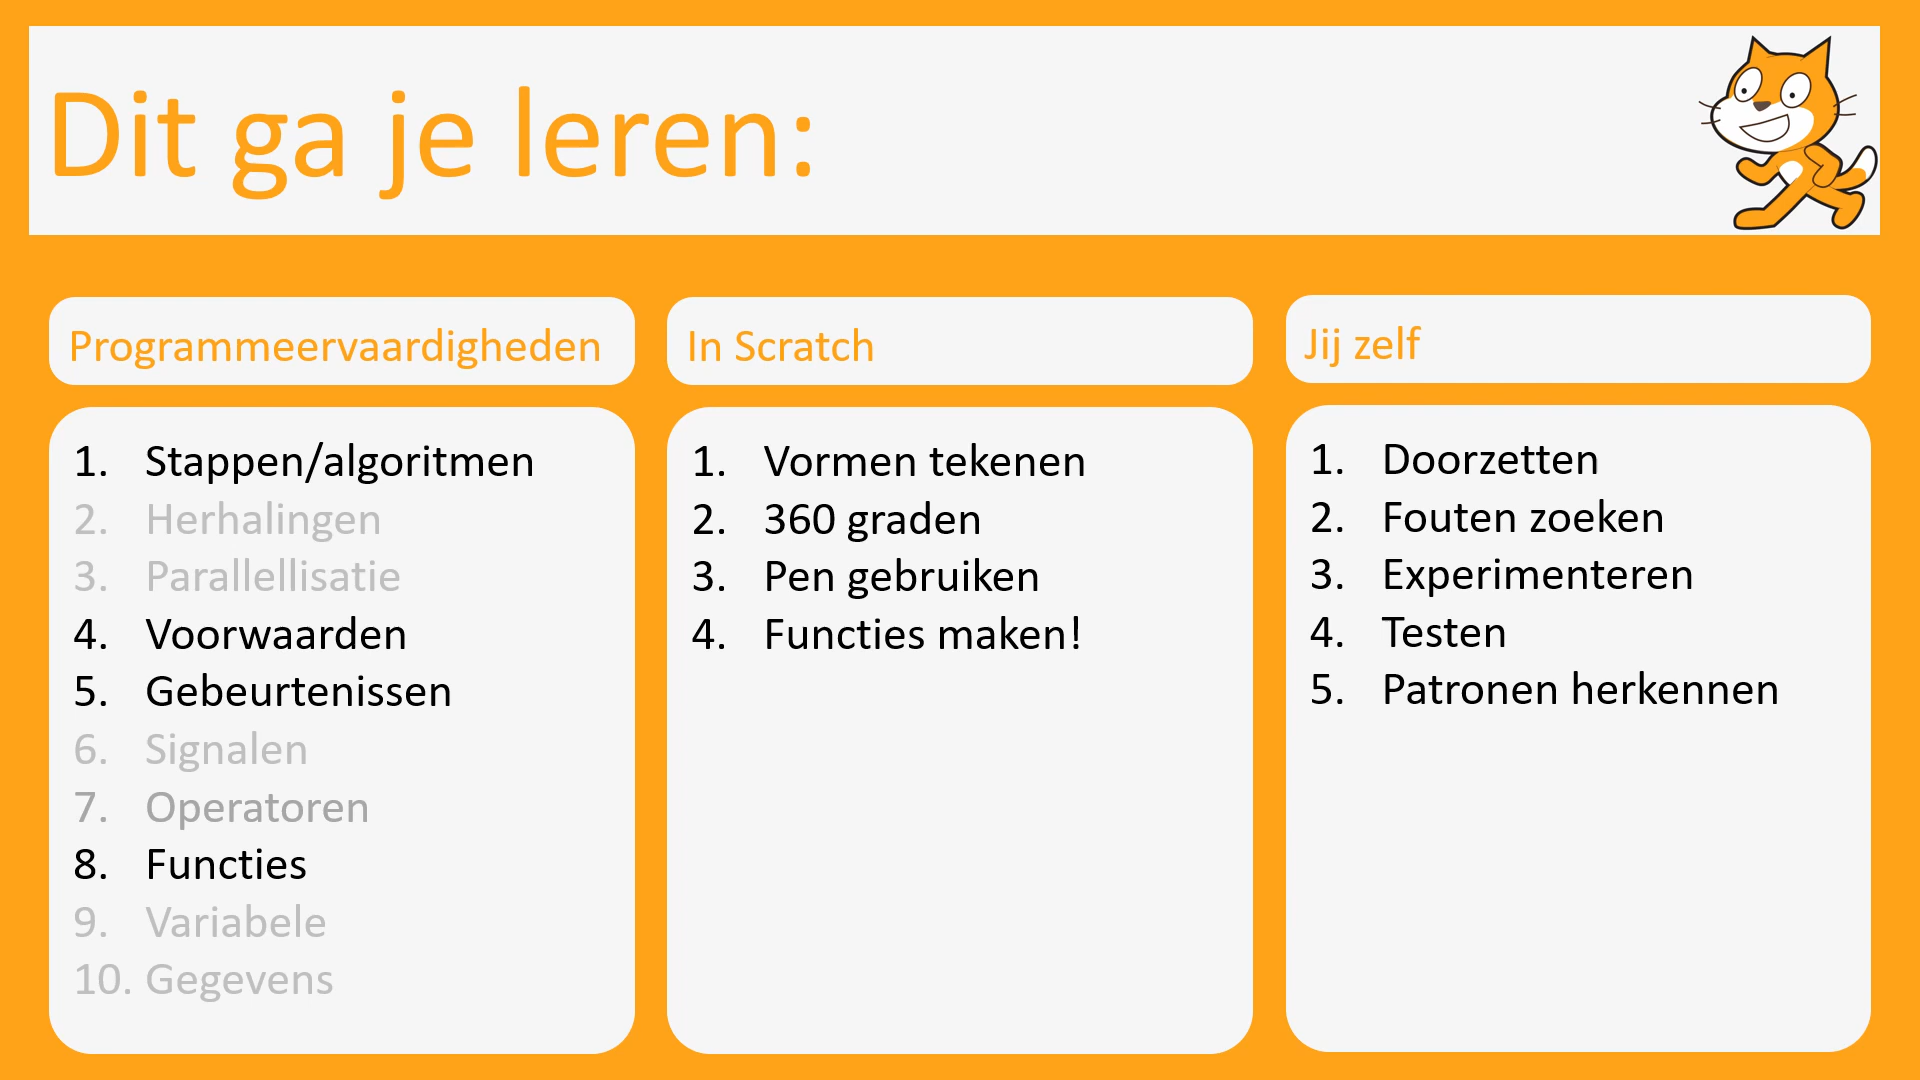 Dit ga je leren:
Programmeervaardigheden
1. Stappen/algoritmen
2. Herhalingen
3. Parallellisatie
4. Voorwaarden
5. Gebeurtenissen
6. Signalen
7. Operatoren
8. Functies
9. Variabele
10. Gegevens
In Scratch
1. Vormen tekenen
2. 360 graden
3. Pen gebruiken
4. Functies maken!
Jij zelf
1. Doorzetten
2. Fouten zoeken
3. Experimenteren
4. Testen
5. Patronen herkennen